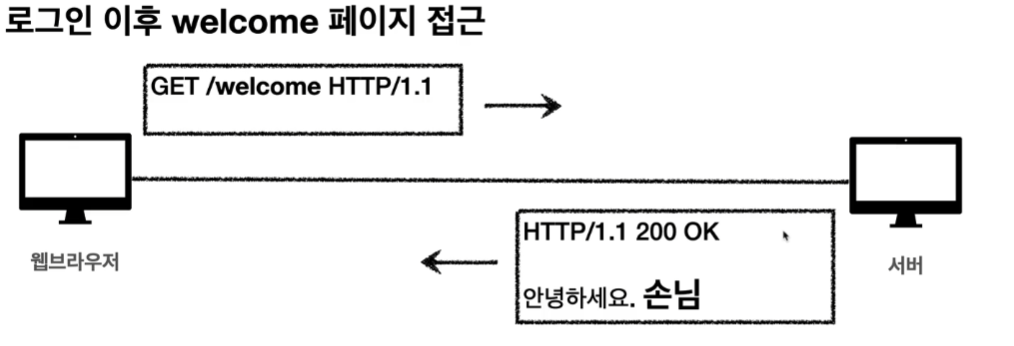 로그인 이후 welcome 페이지 접근
GET /welcome HTTP/1.1
웹브라우저
HTTP/1.1 200 OK
안녕하세요. 손님
서버